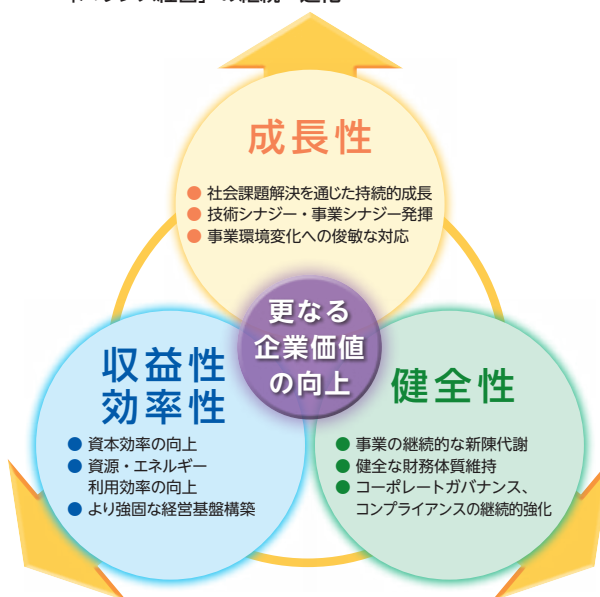 経営」の継続
成長性
● 社会課題解決を通じた持続的成長
● 技術シナジー・事業シナジー発揮
● 事業環境変化への俊敏な対応
更なる
企業価値
の向上
収益性
効率性
● 資本効率の向上
● 資源・エネルギー
利用効率の向上
● より強固な経営基盤構築
健全性
● 事業の継続的な新陳代謝
● 健全な財務体質維持
● コーポレートガバナンス、
コンプライアンスの継続的強化